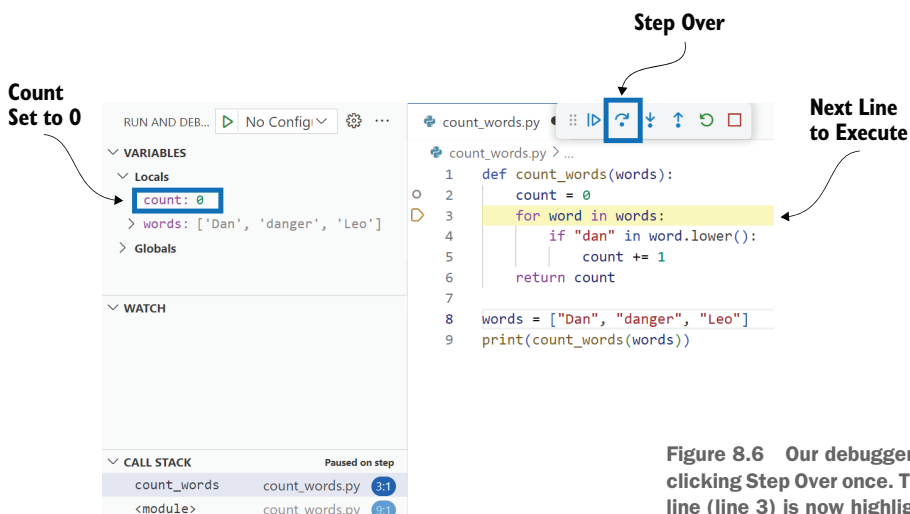 Step Over
Count
Set to 0
Next Line
to Execute
RUN AND DEB... No Config
VARIABLES
Locals
count: 0
words: ['Dan', 'danger', 'Leo']
Globals
WATCH
CALL STACK Paused on step
count_words count_words.py 3:1
<module> count_words.py 9:1
count_words.py
count_words.py > ...
1 def count_words(words):
2 count = 0
3 for word in words:
4 if "dan" in word.lower():
5 count += 1
6 return count
7
8 words = ["Dan", "danger", "Leo"]
9 print(count_words(words))
Figure 8.6 Our debugger
clicking Step Over once. T
line (line 3) is now highlig